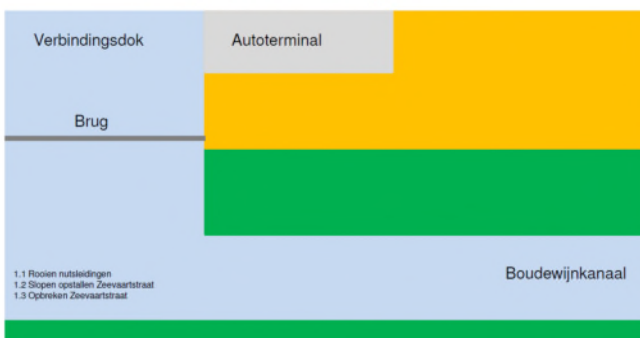 Verbindingsdok
Autoterminal
Brug
Boudewijnkanaal
1.1 Rooien nutsleidingen
1.2 Slopen opstallen Zeevaartstraat
1.3 Opbreken Zeevaartstraat